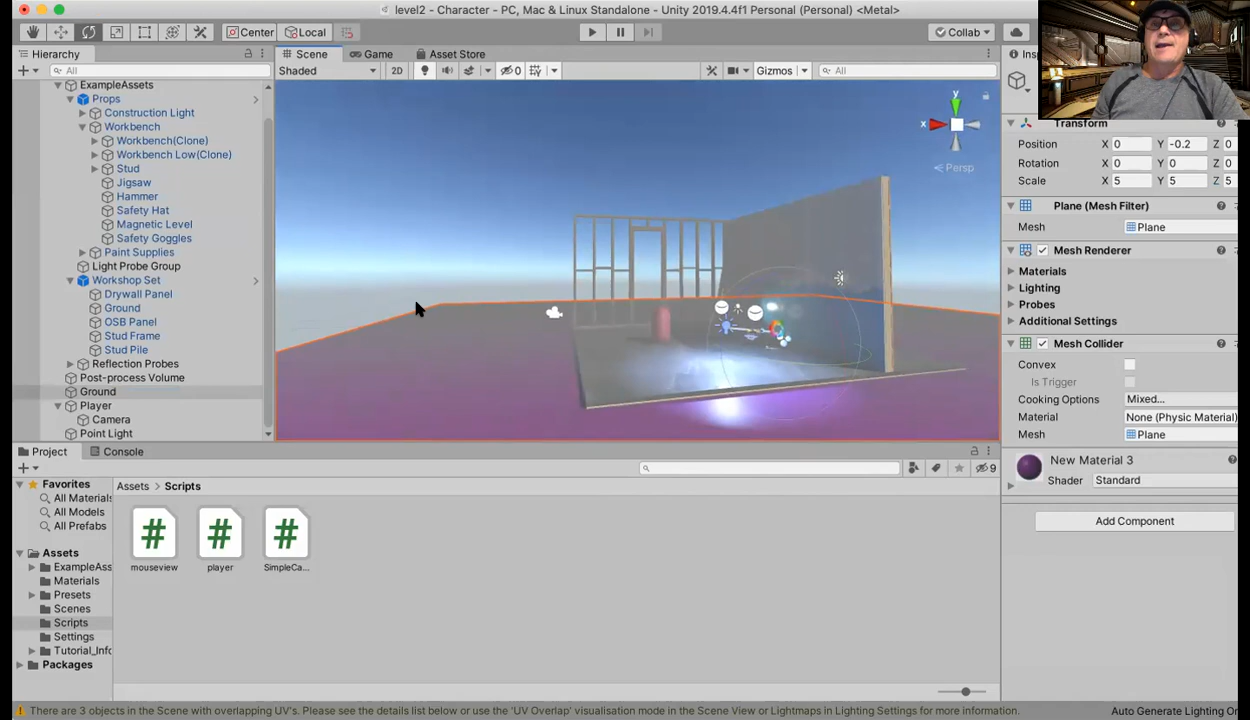 level2 - Character - PC, Mac & Linux Standalone - Unity 2019.4.4f1 Personal (Personal) <Metal>
Center Local Collab
Hierarchy
Scene Game Asset Store
All
Shaded 2D 0 Gizmos All
ExampleAssets
Props
Construction Light
Workbench
Workbench(Clone)
Workbench Low(Clone)
Stud
Jigsaw
Hammer
Safety Hat
Magnetic Level
Safety Goggles
Paint Supplies
Light Probe Group
Workshop Set
Drywall Panel
Ground
OSB Panel
Stud Frame
Stud Pile
Reflection Probes
Post-process Volume
Ground
Player
Camera
Point Light
y
x
Persp
Transform
Position X 0 Y -0.2 Z 0
Rotation X 0 Y 0 Z 0
Scale X 5 Y 5 Z 5
Plane (Mesh Filter)
Mesh Plane
Mesh Renderer
Materials
Lighting
Probes
Additional Settings
Mesh Collider
Convex
Is Trigger
Cooking Options Mixed...
Material None (Physic Material)
Mesh Plane
New Material 3
Shader Standard
Add Component
Project Console
9
Favorites
All Materials
All Models
All Prefabs
Assets
ExampleAss
Materials
Presets
Scenes
Scripts
Settings
Tutorial_Info
Packages
Assets > Scripts
mouseview player SimpleCa...
There are 3 objects in the Scene with overlapping UV's. Please see the details list below or use the 'UV Overlap' visualisation mode in the Scene View or Lightmaps in Lighting Settings for more information.
Auto Generate Lighting On